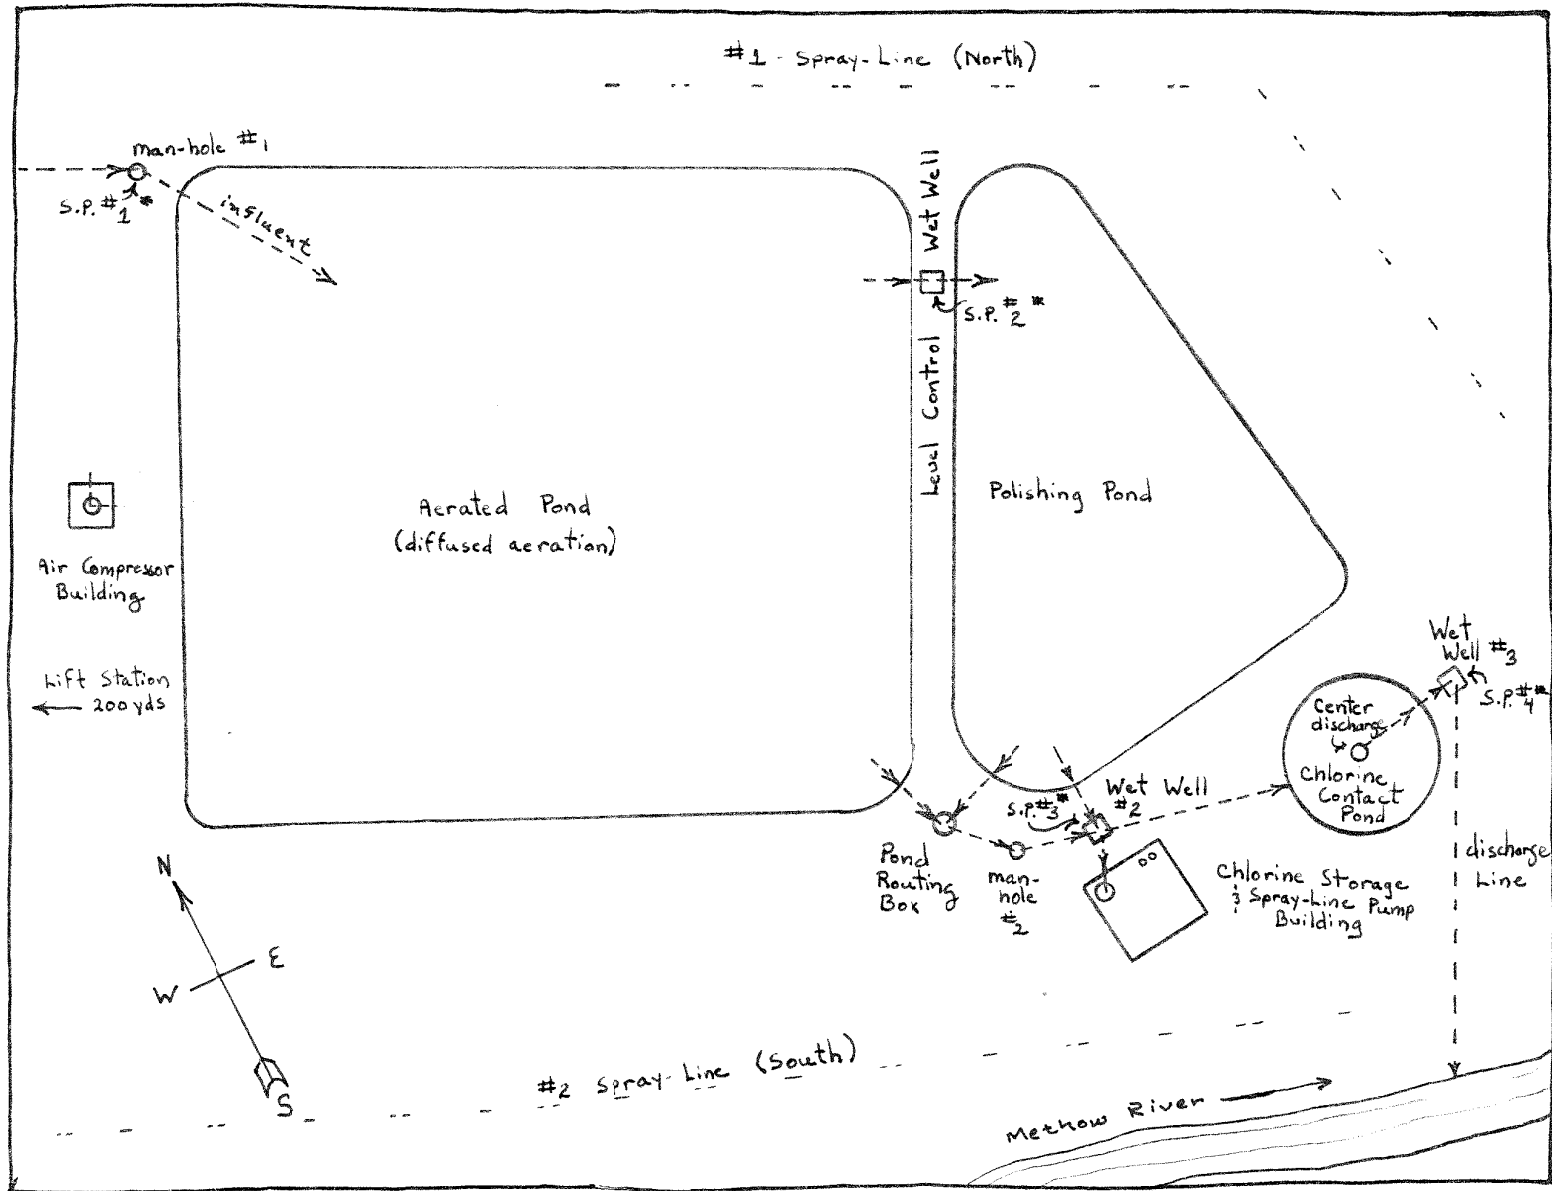 #1 - Spray-Line (North)
man-hole #1
S.P. #1*
influent
Level Control Wet Well
S.P. #2*
Aerated Pond
(diffused aeration)
Polishing Pond
Air Compressor
Building
Lift Station
200 yds
Wet
Well #3
S.P. #4*
Center
discharge
Chlorine
Contact
Pond
Wet Well
#2
S.P. #3*
Pond
Routing
Box
man-
hole
#2
Chlorine Storage
& Spray-Line Pump
Building
discharge
Line
N
E
W
S
#2 Spray-Line (South)
Methow River